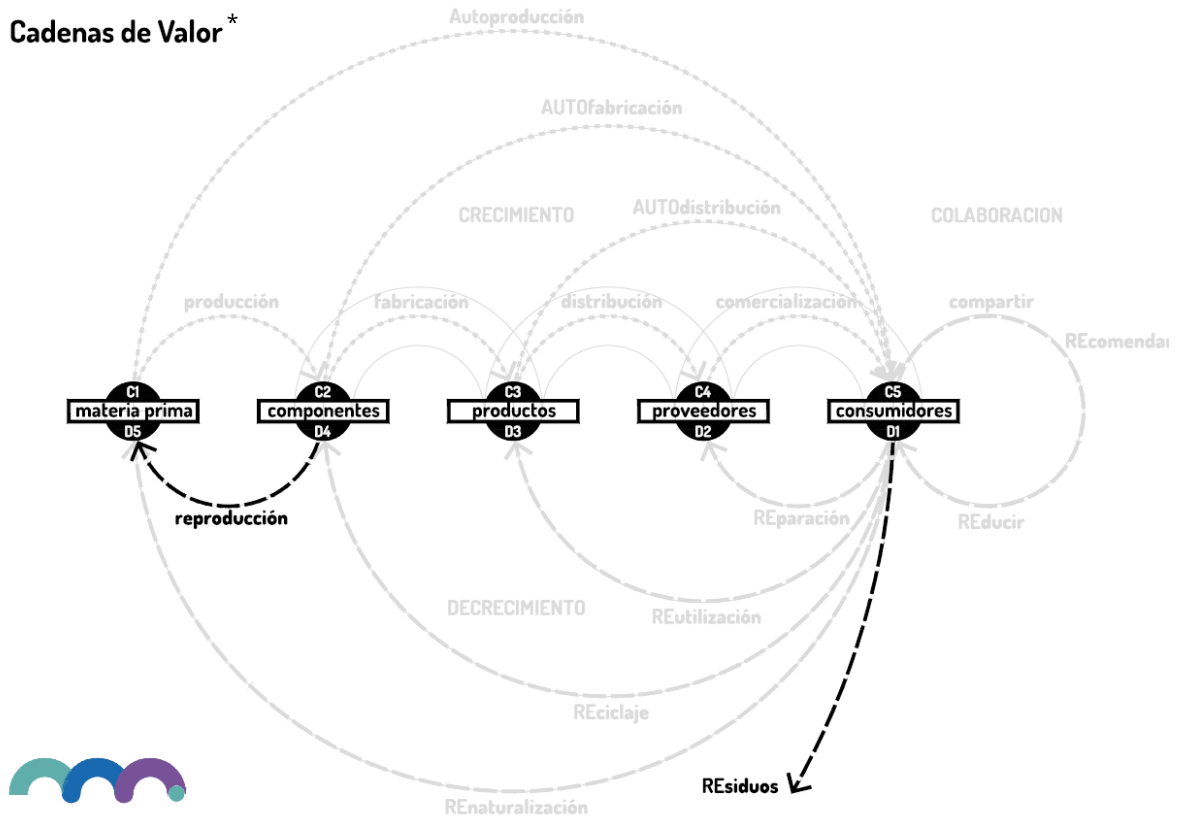 Cadenas de Valor *
Autoproducción
AUTOfabricación
CRECIMIENTO
AUTOdistribución
COLABORACION
producción
fabricación
distribución
comercialización
compartir
REcomendar
C1
materia prima
D5
C2
componentes
D4
C3
productos
D3
C4
proveedores
D2
C5
consumidores
D1
reproducción
REparación
REducir
DECRECIMIENTO
REutilización
REciclaje
REsiduos
REnaturalización